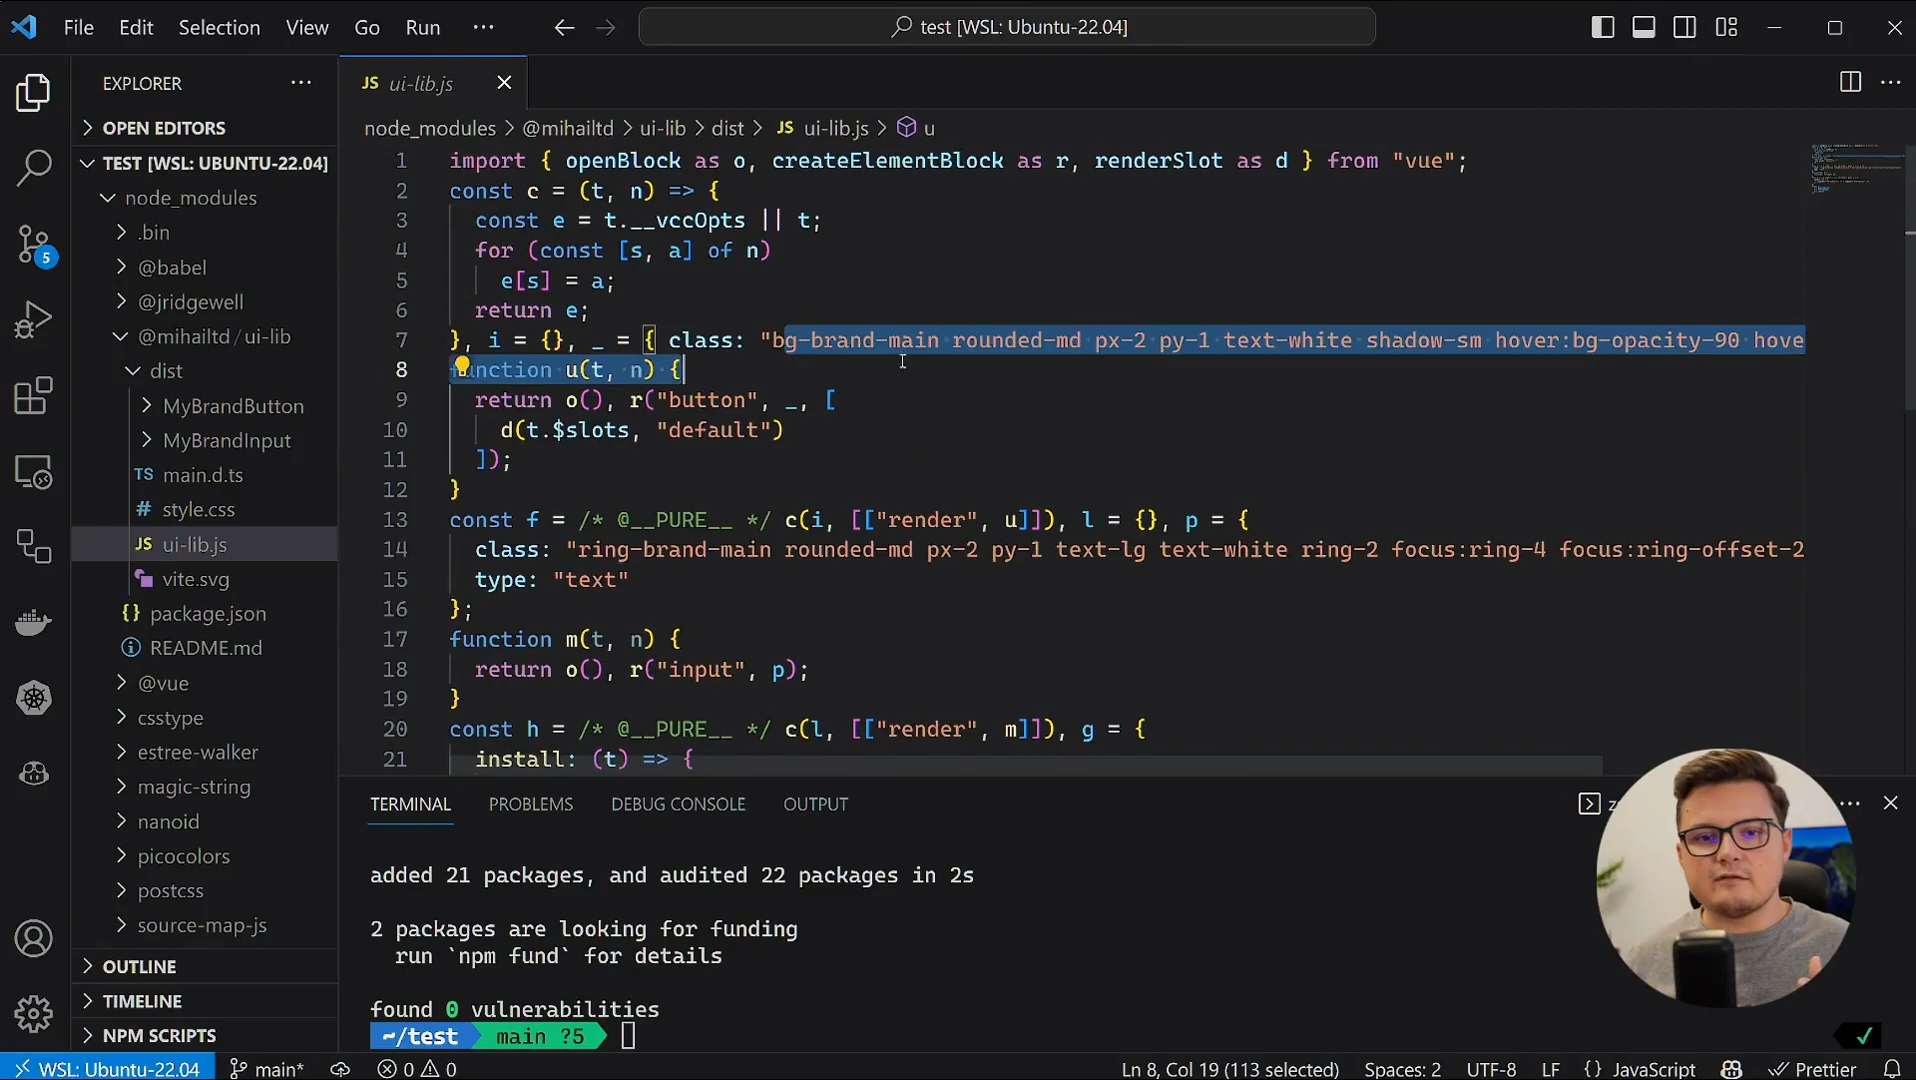 File Edit Selection View Go Run ···
test [WSL: Ubuntu-22.04]
EXPLORER
OPEN EDITORS
TEST [WSL: UBUNTU-22.04]
node_modules
.bin
@babel
@jridgewell
@mihailtd / ui-lib
dist
MyBrandButton
MyBrandInput
TS main.d.ts
# style.css
JS ui-lib.js
vite.svg
{} package.json
README.md
@vue
csstype
estree-walker
magic-string
nanoid
picocolors
postcss
source-map-js
OUTLINE
TIMELINE
NPM SCRIPTS
5
JS ui-lib.js
node_modules > @mihailtd > ui-lib > dist > JS ui-lib.js > u
1 import { openBlock as o, createElementBlock as r, renderSlot as d } from "vue";
2 const c = (t, n) => {
3 const e = t.__vccOpts || t;
4 for (const [s, a] of n)
5 e[s] = a;
6 return e;
7 }, i = {}, _ = { class: "bg-brand-main rounded-md px-2 py-1 text-white shadow-sm hover:bg-opacity-90 hove
8 function u(t, n) {
9 return o(), r("button", _, [
10 d(t.$slots, "default")
11 ]);
12 }
13 const f = /* @__PURE__ */ c(i, [["render", u]]), l = {}, p = {
14 class: "ring-brand-main rounded-md px-2 py-1 text-lg text-white ring-2 focus:ring-4 focus:ring-offset-2
15 type: "text"
16 };
17 function m(t, n) {
18 return o(), r("input", p);
19 }
20 const h = /* @__PURE__ */ c(l, [["render", m]]), g = {
21 install: (t) => {
TERMINAL PROBLEMS DEBUG CONSOLE OUTPUT
added 21 packages, and audited 22 packages in 2s
2 packages are looking for funding
run `npm fund` for details
found 0 vulnerabilities
~/test main ?5
WSL: Ubuntu-22.04 main* 0 0 Ln 8, Col 19 (113 selected) Spaces: 2 UTF-8 LF {} JavaScript Prettier